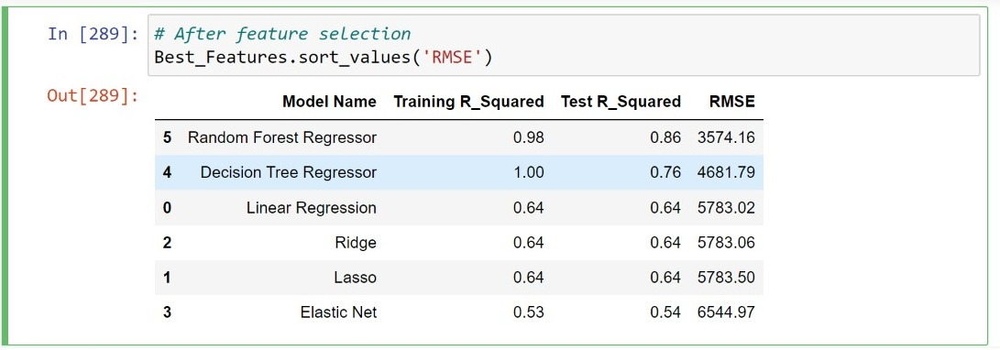 In [289]: # After feature selection
Best_Features.sort_values('RMSE')
Out[289]:
Model Name Training R_Squared Test R_Squared RMSE
5 Random Forest Regressor 0.98 0.86 3574.16
4 Decision Tree Regressor 1.00 0.76 4681.79
0 Linear Regression 0.64 0.64 5783.02
2 Ridge 0.64 0.64 5783.06
1 Lasso 0.64 0.64 5783.50
3 Elastic Net 0.53 0.54 6544.97